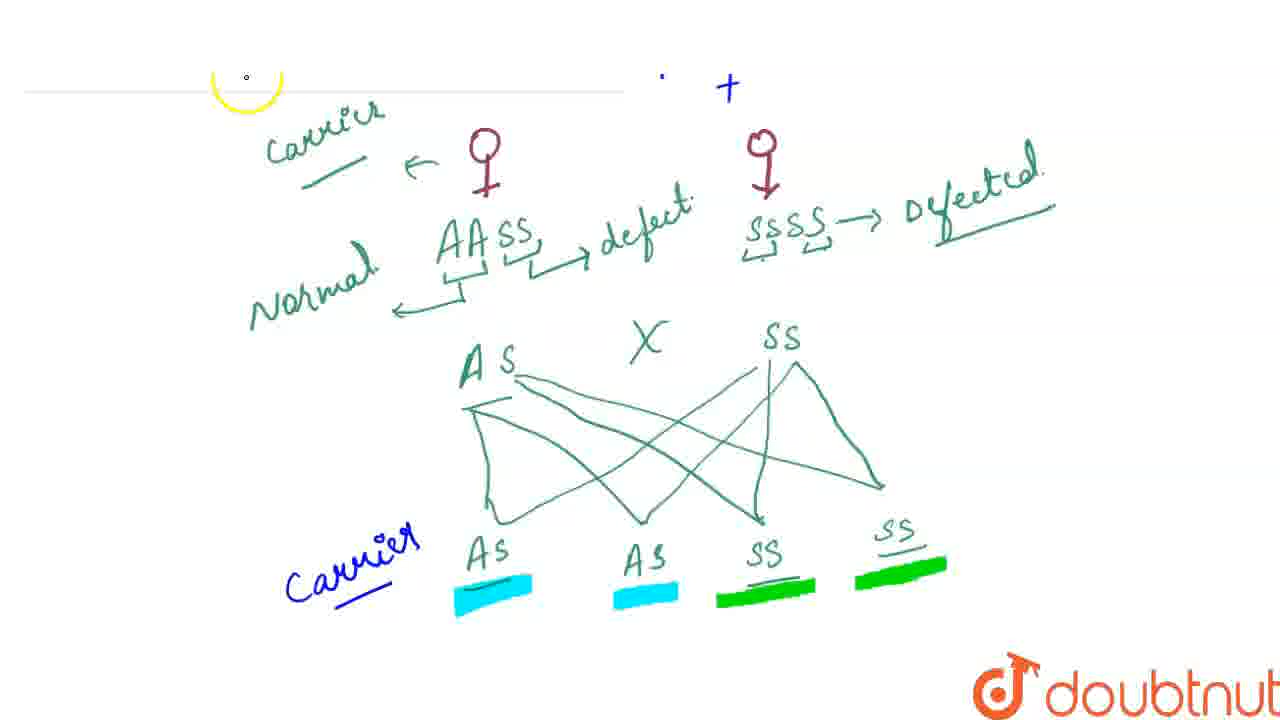 +
Carrier
AASS
defect.
SSSS
Defected
Normal
AS X SS
Carrier
AS AS SS SS
doubtnut